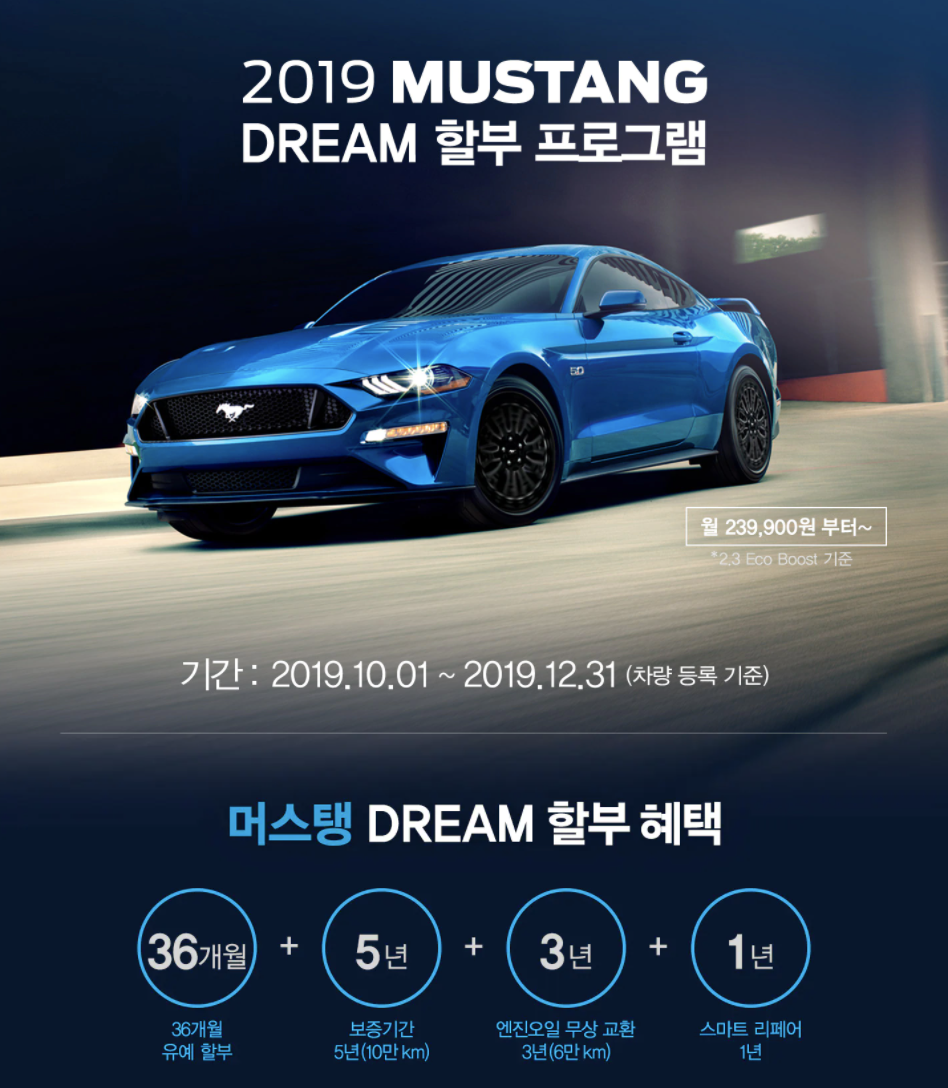 2019 MUSTANG
DREAM 할부 프로그램
5.0
월 239,900원 부터~
*2.3 Eco Boost 기준
기간 : 2019.10.01 ~ 2019.12.31 (차량 등록 기준)
머스탱 DREAM 할부 혜택
36개월 + 5년 + 3년 + 1년
36개월 보증기간 엔진오일 무상 교환 스마트 리페어
유예 할부 5년(10만 km) 3년(6만 km) 1년